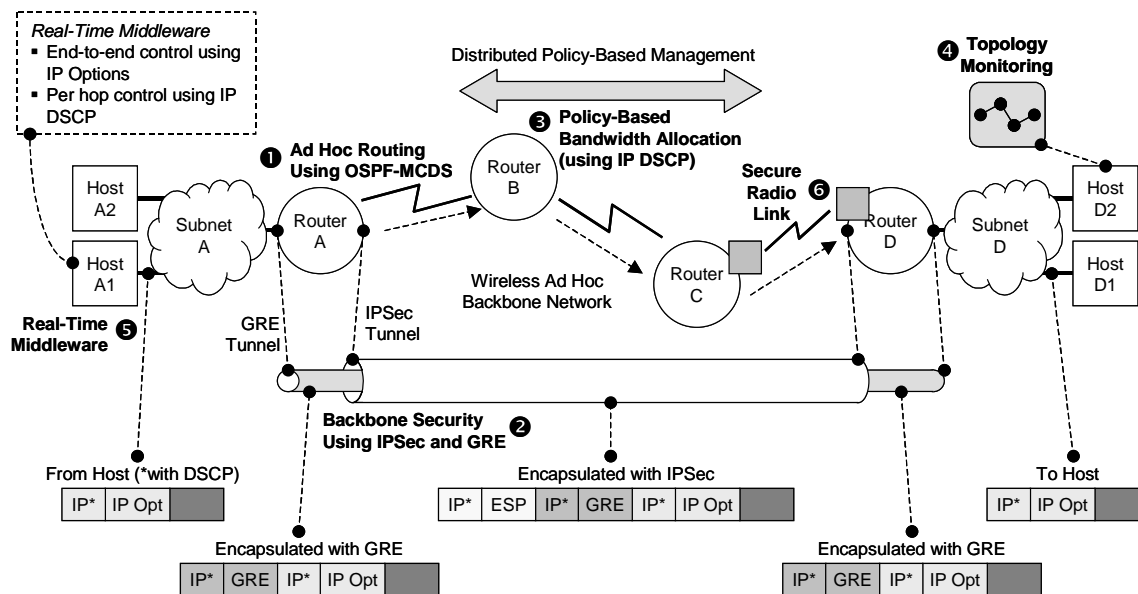 Real-Time Middleware
▪ End-to-end control using
IP Options
▪ Per hop control using IP
DSCP
Distributed Policy-Based Management
❹ Topology
Monitoring
❶ Ad Hoc Routing
Using OSPF-MCDS
❸ Policy-Based
Bandwidth Allocation
(using IP DSCP)
Secure
Radio
Link
❻
Host
A2
Host
A1
Subnet
A
Router
A
Router
B
Router
C
Router
D
Subnet
D
Host
D2
Host
D1
Wireless Ad Hoc
Backbone Network
Real-Time
Middleware
❺
GRE
Tunnel
IPSec
Tunnel
Backbone Security
Using IPSec and GRE
❷
From Host (*with DSCP)
IP* IP Opt
Encapsulated with IPSec
IP* ESP IP* GRE IP* IP Opt
To Host
IP* IP Opt
Encapsulated with GRE
IP* GRE IP* IP Opt
Encapsulated with GRE
IP* GRE IP* IP Opt